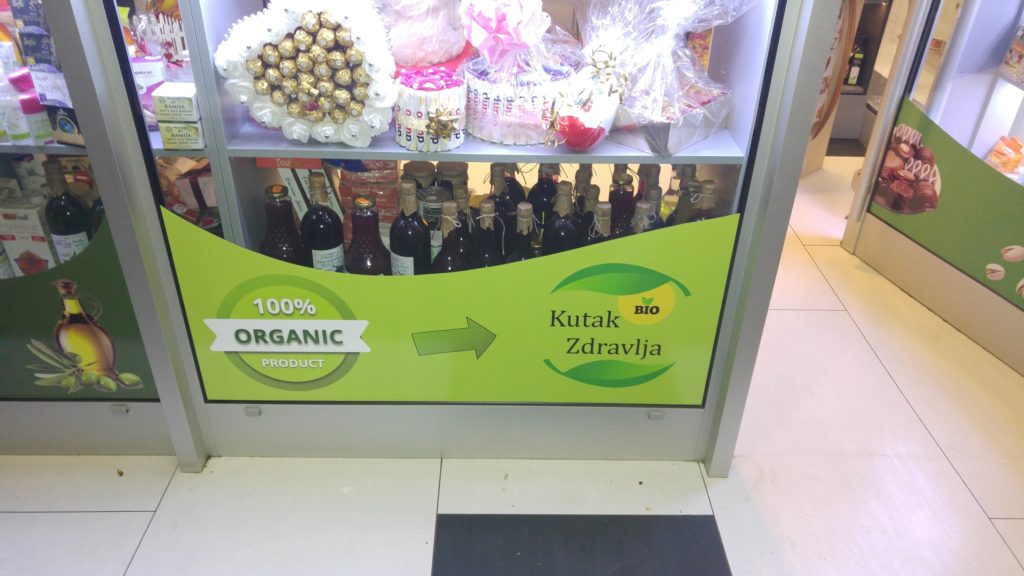 100%
ORGANIC
PRODUCT
BIO
Kutak
Zdravlja